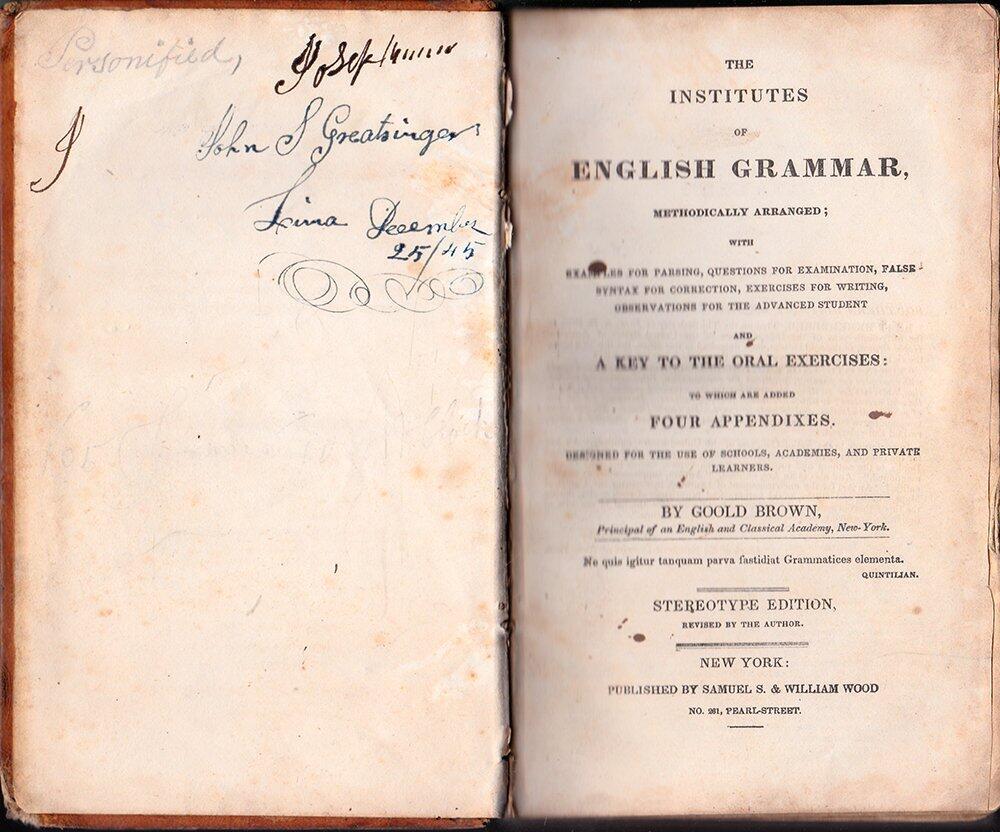 Personified,
John S Greatsinger
Lima December
25/45
THE
INSTITUTES
OF
ENGLISH GRAMMAR,
METHODICALLY ARRANGED;
WITH
EXAMPLES FOR PARSING, QUESTIONS FOR EXAMINATION, FALSE
SYNTAX FOR CORRECTION, EXERCISES FOR WRITING,
OBSERVATIONS FOR THE ADVANCED STUDENT
AND
A KEY TO THE ORAL EXERCISES:
TO WHICH ARE ADDED
FOUR APPENDIXES.
DESIGNED FOR THE USE OF SCHOOLS, ACADEMIES, AND PRIVATE
LEARNERS.
BY GOOLD BROWN,
Principal of an English and Classical Academy, New-York.
Ne quis igitur tanquam parva fastidiat Grammatices elementa.
QUINTILIAN.
STEREOTYPE EDITION,
REVISED BY THE AUTHOR.
NEW YORK:
PUBLISHED BY SAMUEL S. & WILLIAM WOOD
NO. 261, PEARL-STREET.